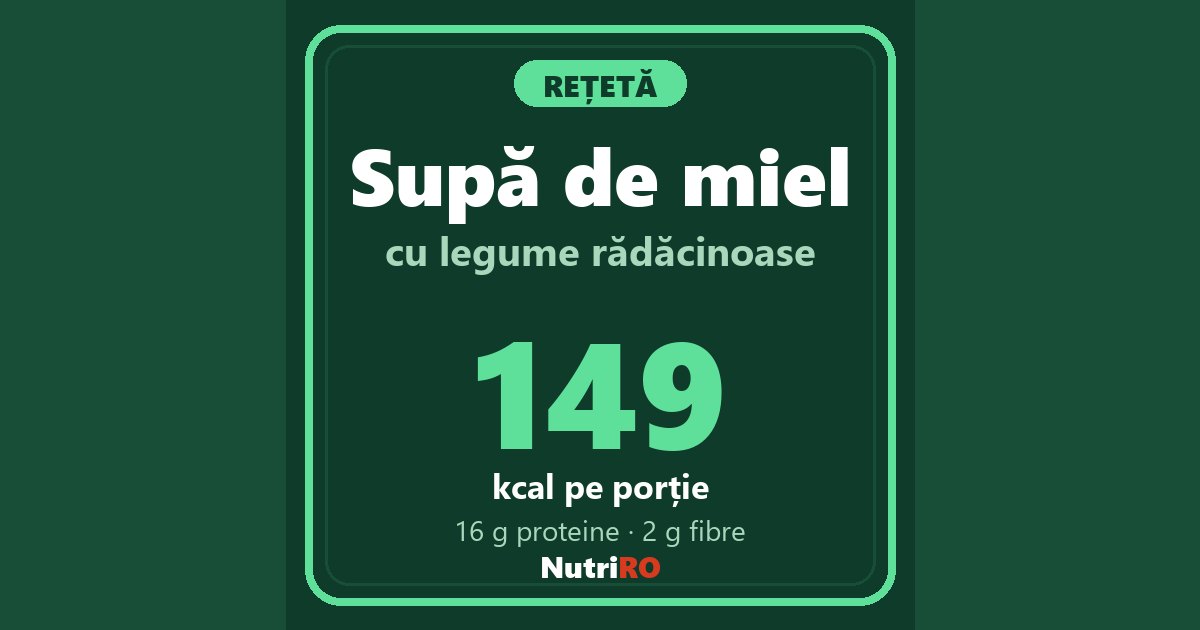 REȚETĂ
Supă de miel
cu legume rădăcinoase
149
kcal pe porție
16 g proteine · 2 g fibre
NutriRO